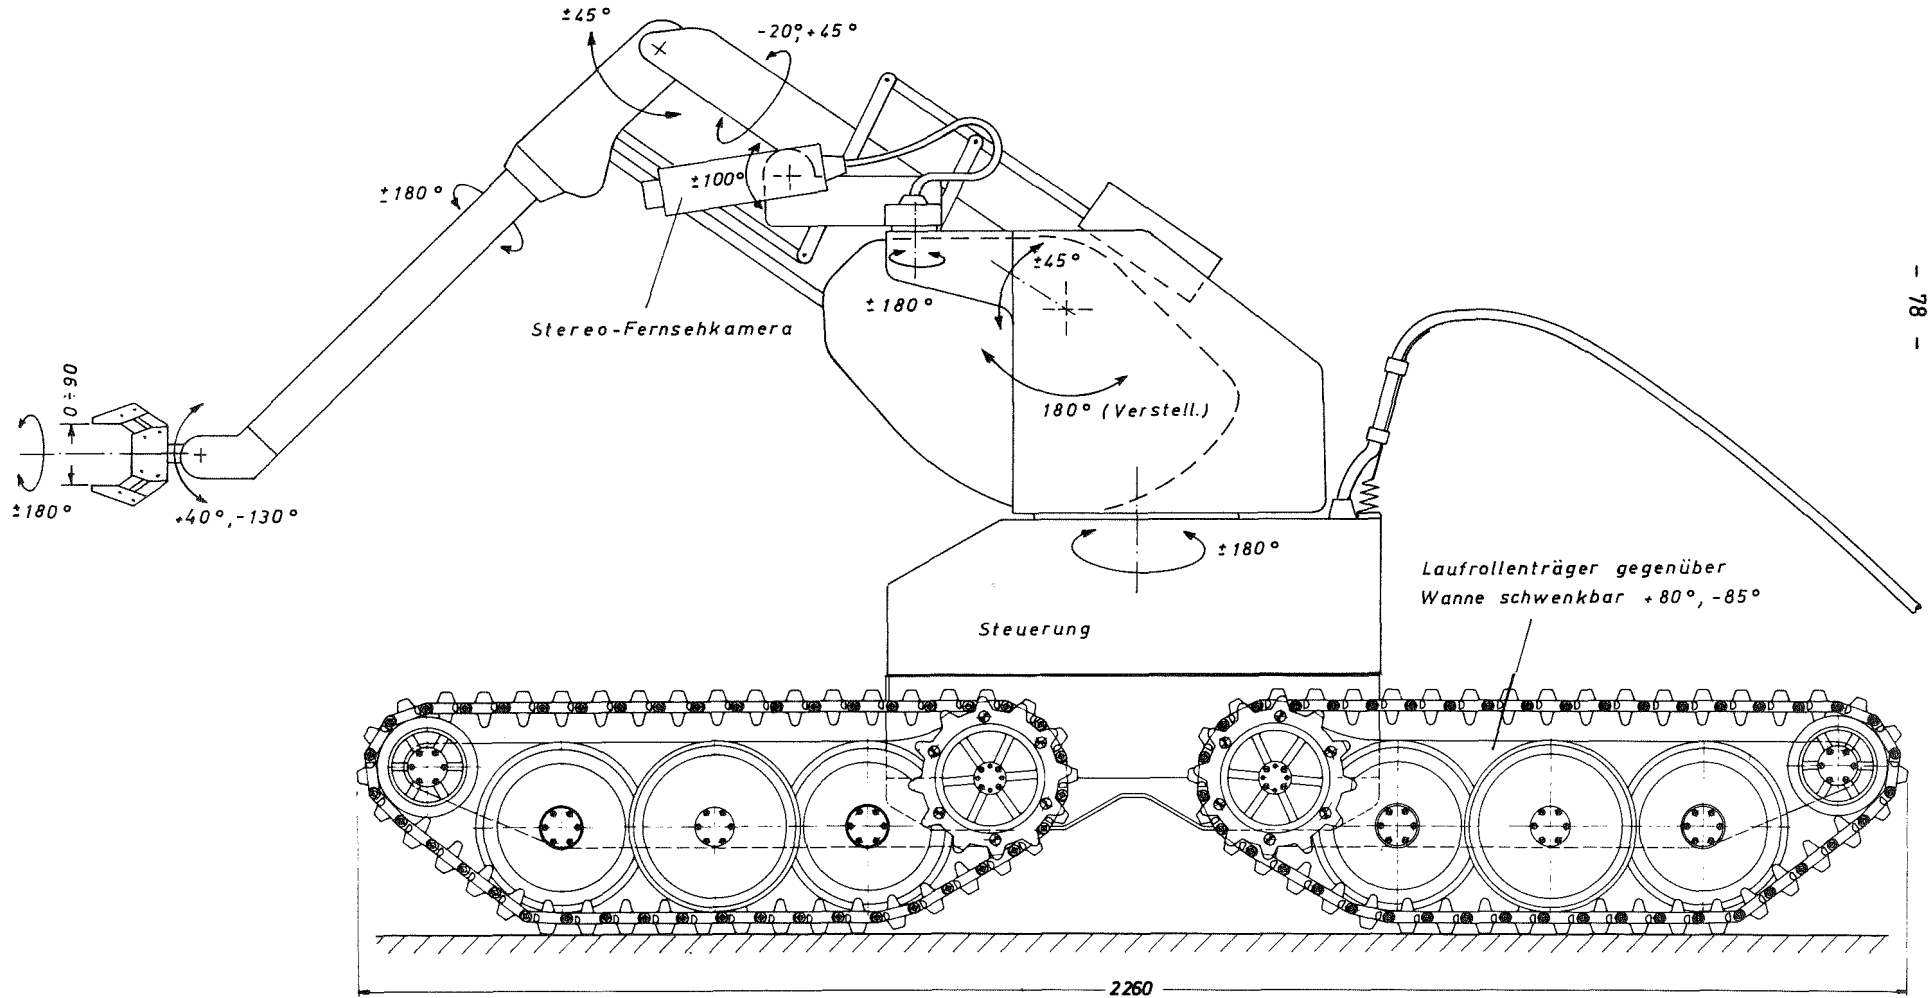 ±45°
-20°,+45°
±100°
±180°
Stereo-Fernsehkamera
±45°
±180°
180° (Verstell.)
0÷90
±180°
+40°,-130°
±180°
Laufrollenträger gegenüber
Wanne schwenkbar +80°, -85°
Steuerung
2260
- 78 -